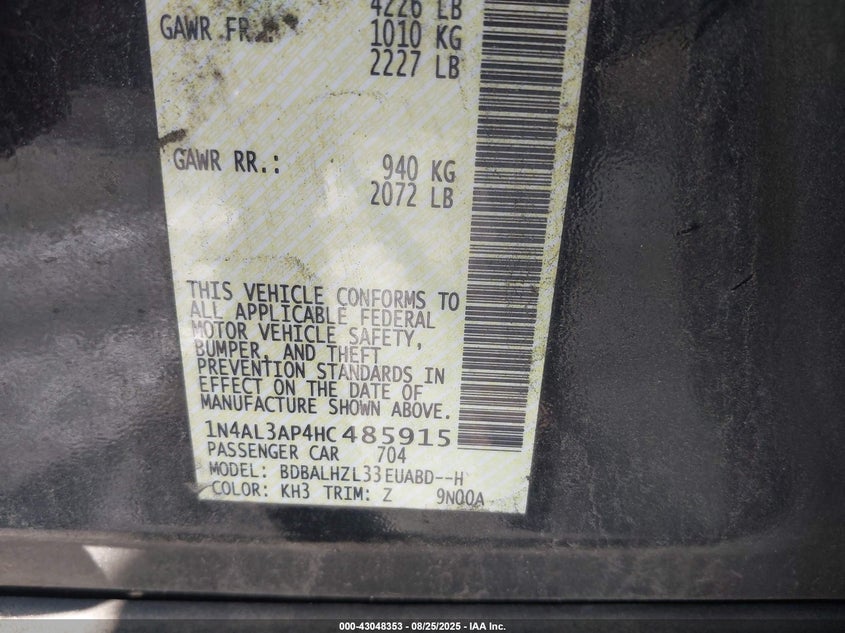 4226 LB
GAWR FR.: 1010 KG
2227 LB
GAWR RR.: 940 KG
2072 LB
THIS VEHICLE CONFORMS TO
ALL APPLICABLE FEDERAL
MOTOR VEHICLE SAFETY,
BUMPER, AND THEFT
PREVENTION STANDARDS IN
EFFECT ON THE DATE OF
MANUFACTURE SHOWN ABOVE.
1N4AL3AP4HC485915
PASSENGER CAR 704
MODEL: BDBALHZL33EUABD--H
COLOR: KH3 TRIM: Z 9N00A
000-43048353 - 08/25/2025 - IAA Inc.